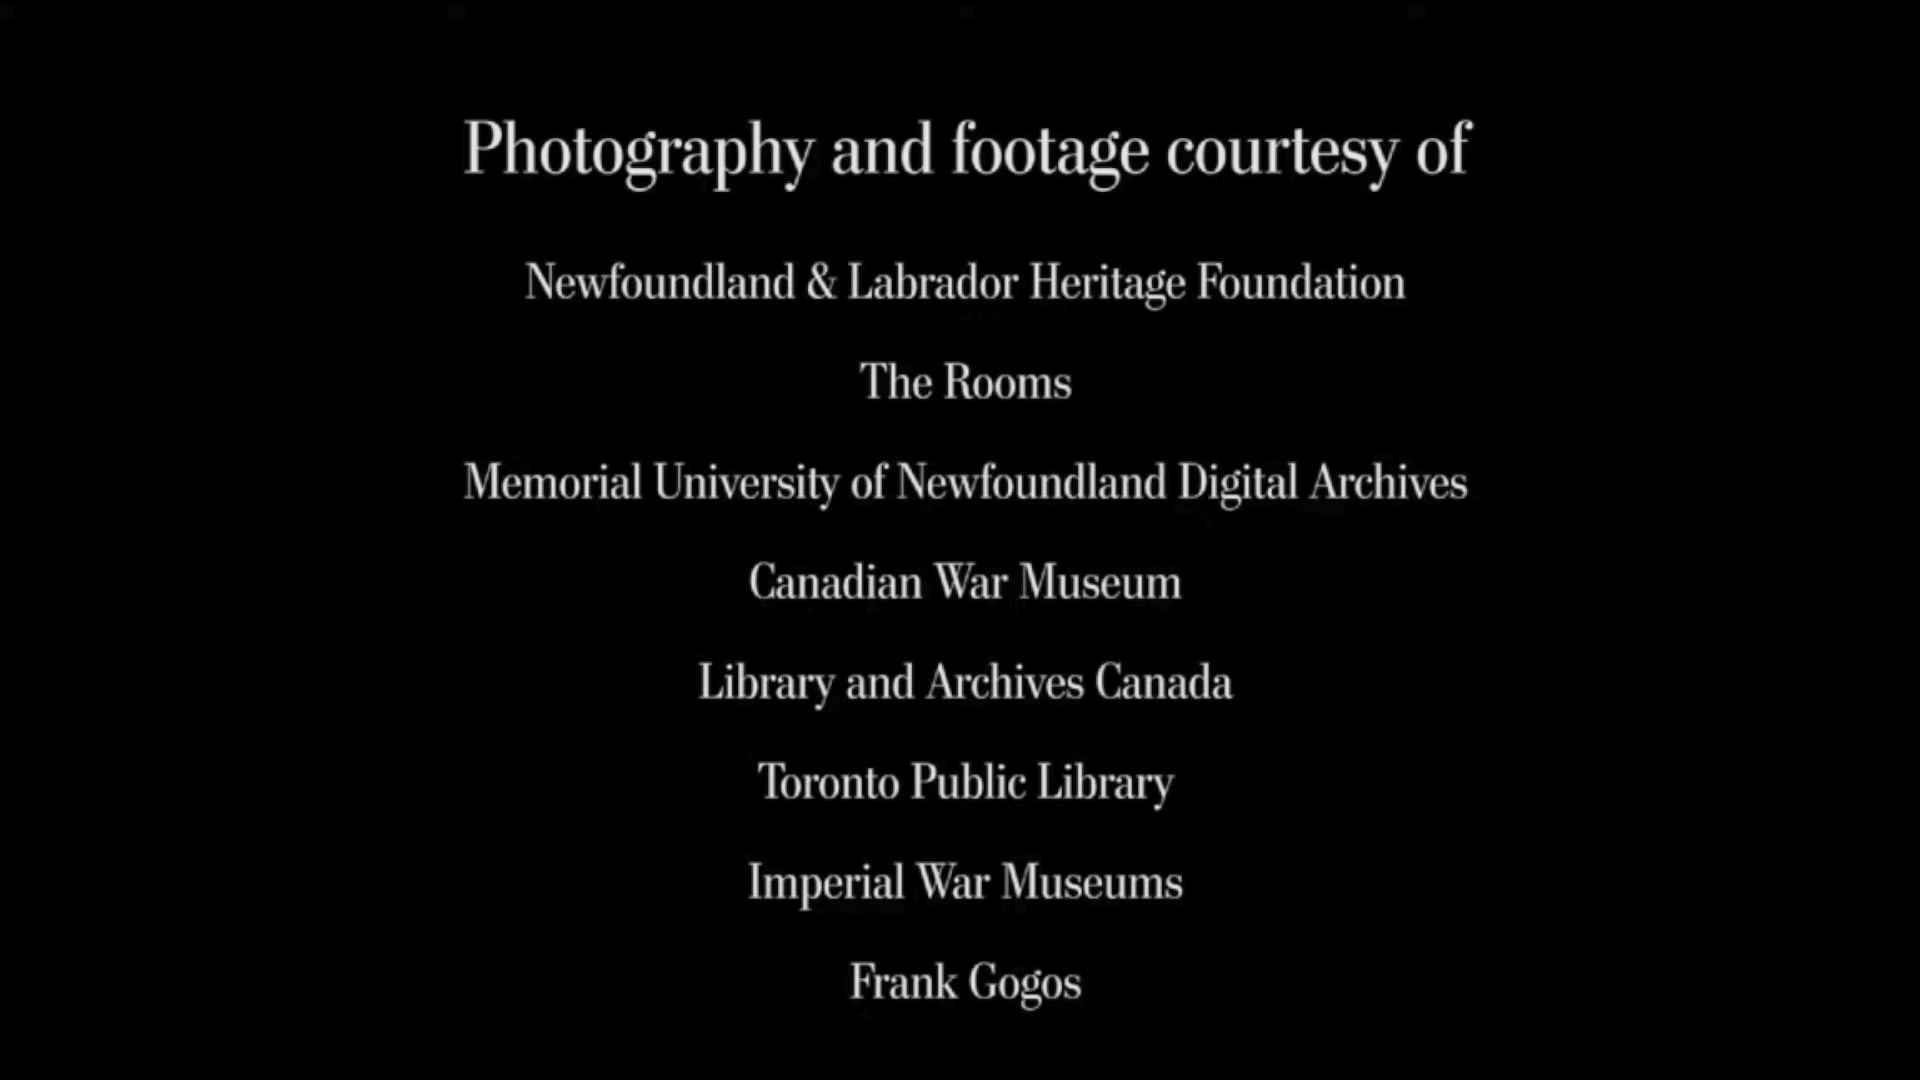 Photography and footage courtesy of
Newfoundland & Labrador Heritage Foundation
The Rooms
Memorial University of Newfoundland Digital Archives
Canadian War Museum
Library and Archives Canada
Toronto Public Library
Imperial War Museums
Frank Gogos